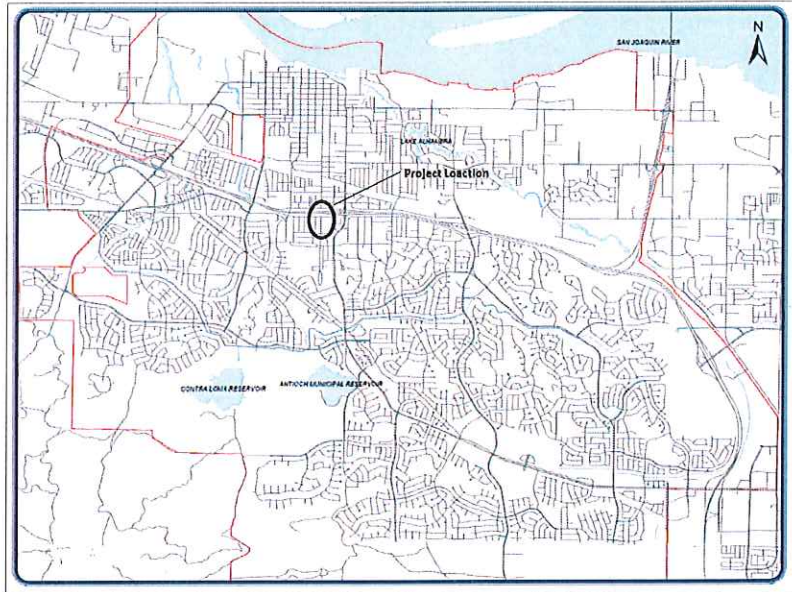 N
SAN JOAQUIN RIVER
LAKE ALHAMBRA
Project Loaction
CONTRA LOMA RESERVOIR
ANTIOCH MUNICIPAL RESERVOIR